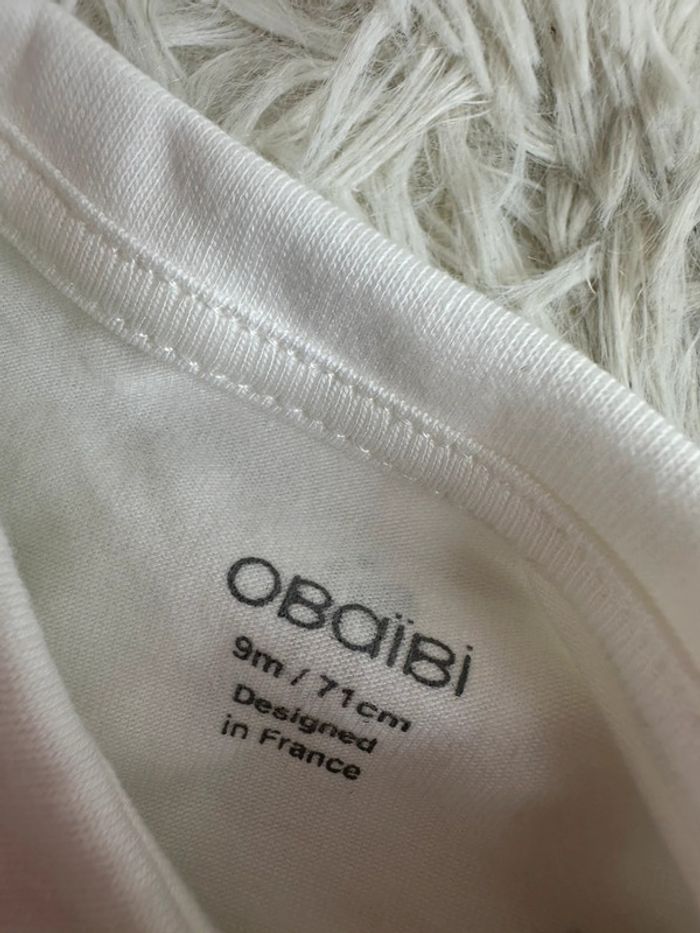 OBaïBi
9m / 71cm
Designed
in France